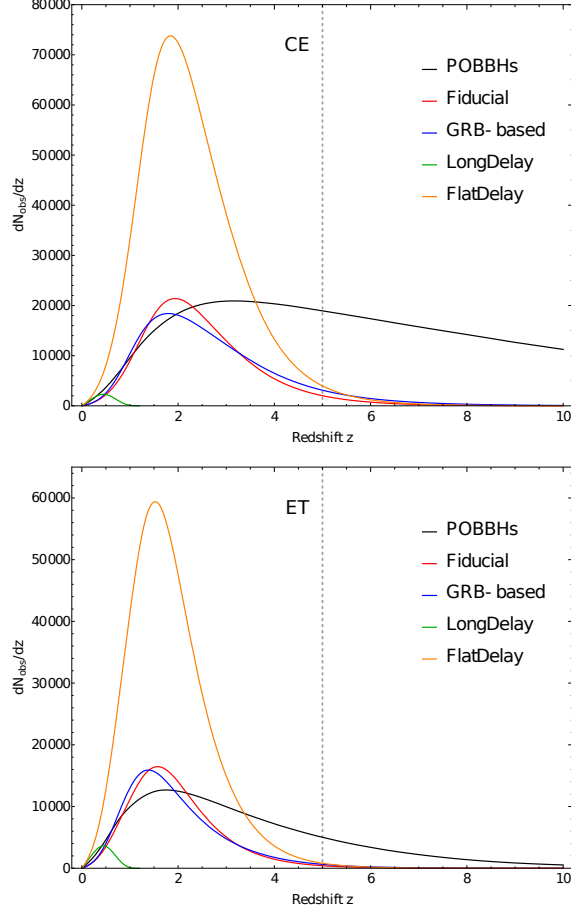 80000
70000
60000
50000
40000
30000
20000
10000
0
dN_obs/dz
CE
POBBHs
Fiducial
GRB- based
LongDelay
FlatDelay
0 2 4 6 8 10
Redshift z
60000
50000
40000
30000
20000
10000
0
dN_obs/dz
ET
POBBHs
Fiducial
GRB- based
LongDelay
FlatDelay
0 2 4 6 8 10
Redshift z